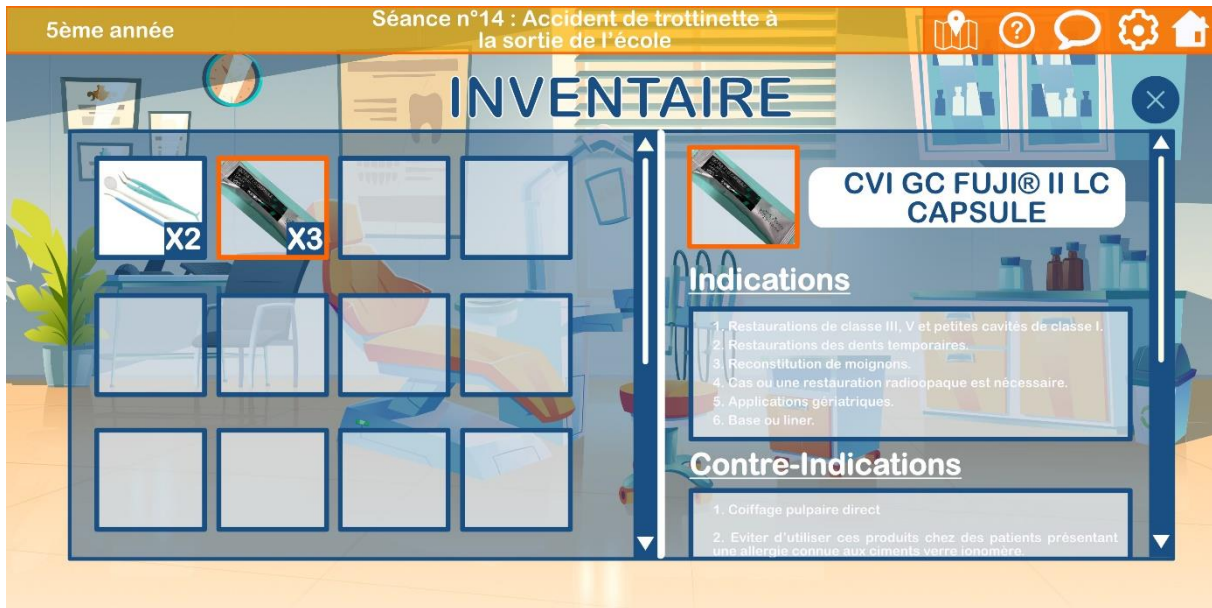 5ème année
Séance n°14 : Accident de trottinette à
la sortie de l'école
?
INVENTAIRE
X2
X3
CVI GC FUJI® II LC
CAPSULE
Indications
1. Restaurations de classe III, V et petites cavités de classe I.
2. Restaurations des dents temporaires.
3. Reconstitution de moignons.
4. Cas ou une restauration radioopaque est nécessaire.
5. Applications gériatriques.
6. Base ou liner.
Contre-Indications
1. Coiffage pulpaire direct
2. Eviter d'utiliser ces produits chez des patients présentant
une allergie connue aux ciments verre ionomère.